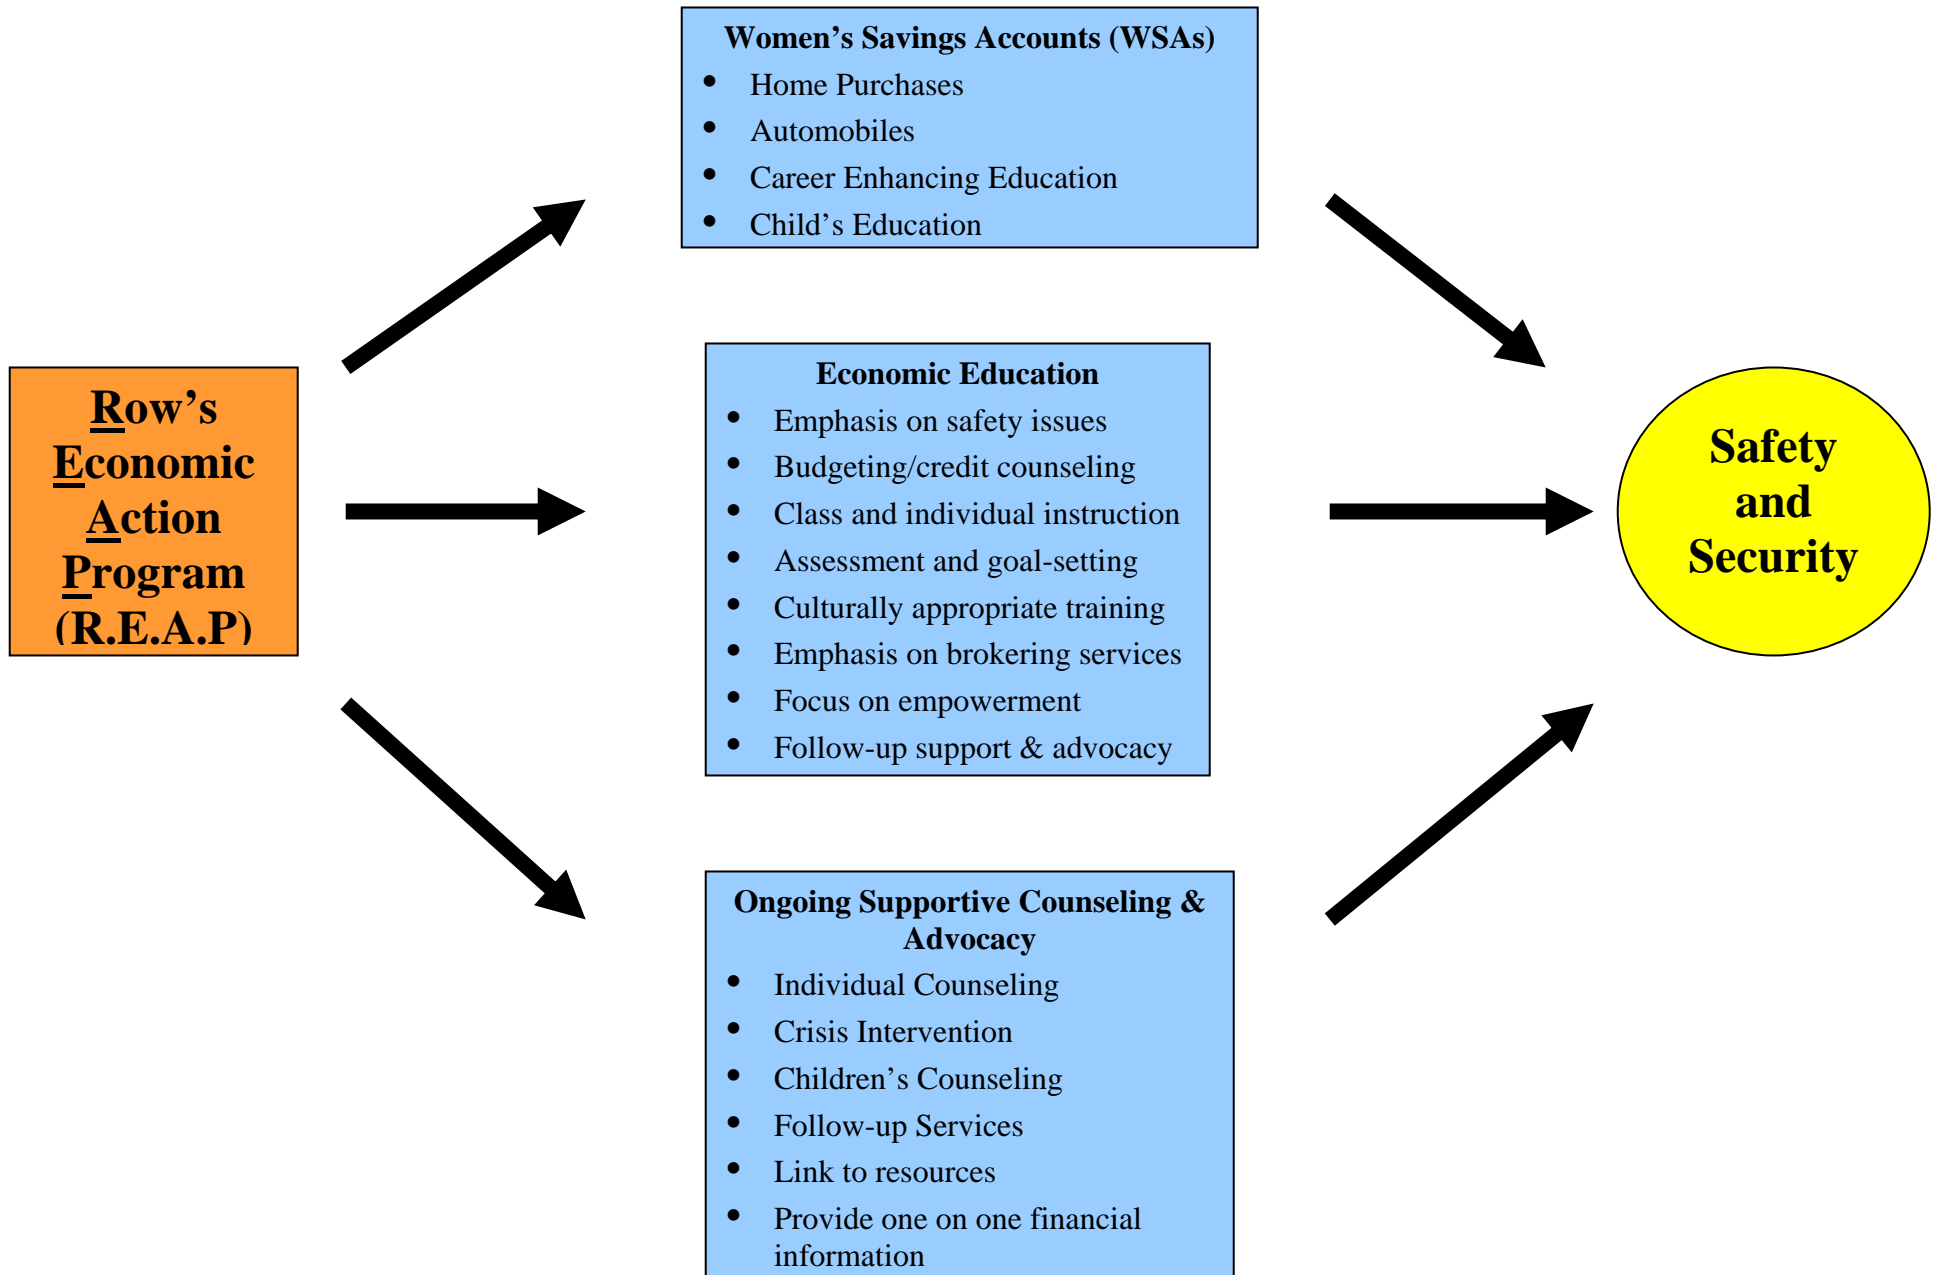 Women’s Savings Accounts (WSAs)
• Home Purchases
• Automobiles
• Career Enhancing Education
• Child’s Education
Row’s
Economic
Action
Program
(R.E.A.P)
Economic Education
• Emphasis on safety issues
• Budgeting/credit counseling
• Class and individual instruction
• Assessment and goal-setting
• Culturally appropriate training
• Emphasis on brokering services
• Focus on empowerment
• Follow-up support & advocacy
Safety
and
Security
Ongoing Supportive Counseling &
Advocacy
• Individual Counseling
• Crisis Intervention
• Children’s Counseling
• Follow-up Services
• Link to resources
• Provide one on one financial
information